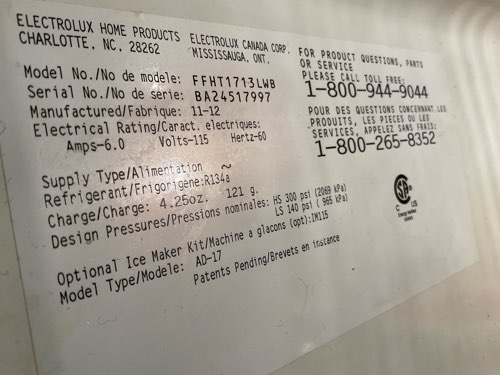 ELECTROLUX HOME PRODUCTS
CHARLOTTE, NC, 28262
ELECTROLUX CANADA CORP.
MISSISSAUGA, ONT.
FOR PRODUCT QUESTIONS, PARTS
OR SERVICE
PLEASE CALL TOLL FREE:
1-800-944-9044
POUR DES QUESTIONS CONCERNANT LES
PRODUITS, LES PIECES OU LES
SERVICES, APPELEZ SANS FRAIS:
1-800-265-8352
Model No./No de modele: FFHT1713LWB
Serial No./No de serie: BA24517997
Manufactured/Fabrique: 11-12
Electrical Rating/Caract. electriques:
Amps-6.0 Volts-115 Hertz-60
Supply Type/Alimentation ~
Refrigerant/Frigorigene:R134a
Charge/Charge: 4.25oz. 121 g.
Design Pressures/Pressions nominales: HS 300 psi (2069 kPa)
LS 140 psi ( 965 kPa)
Optional Ice Maker Kit/Machine a glacons (opt):IM115
Model Type/Modele: AD-17
Patents Pending/Brevets en instance
C US